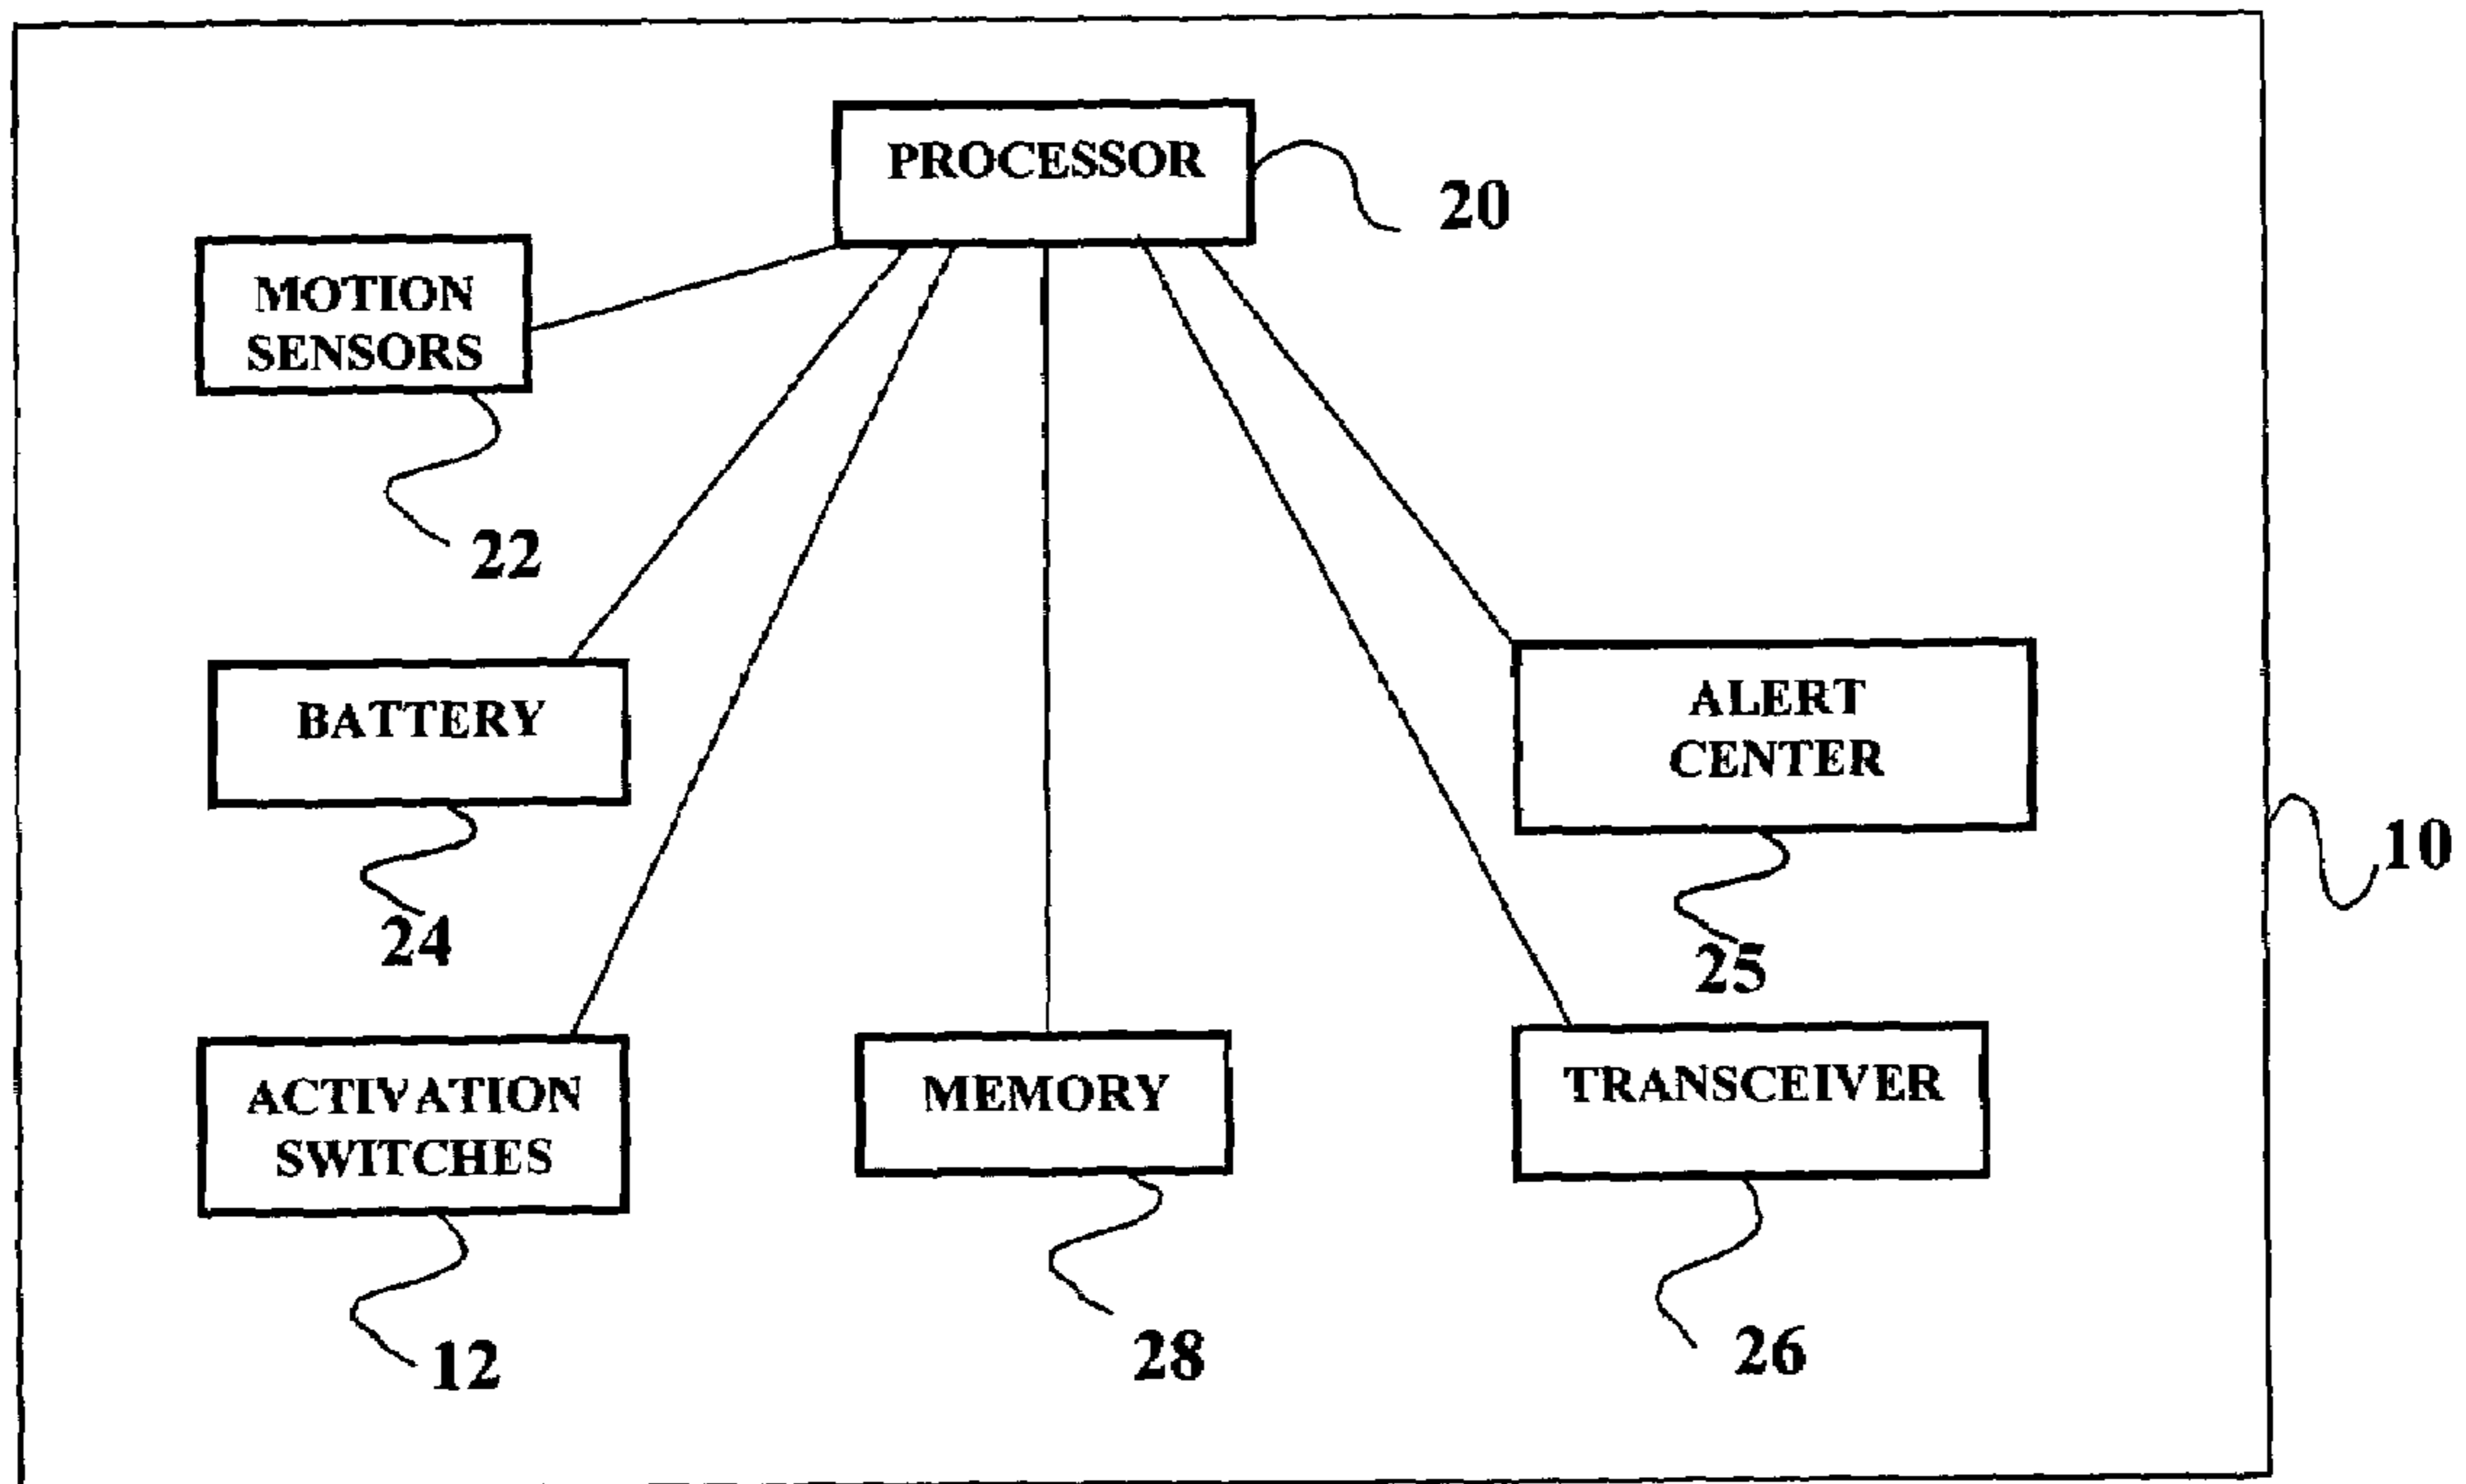 PROCESSOR
20
MOTION
SENSORS
22
BATTERY
24
ALERT
CENTER
25
10
ACTIVATION
SWITCHES
12
MEMORY
28
TRANSCEIVER
26